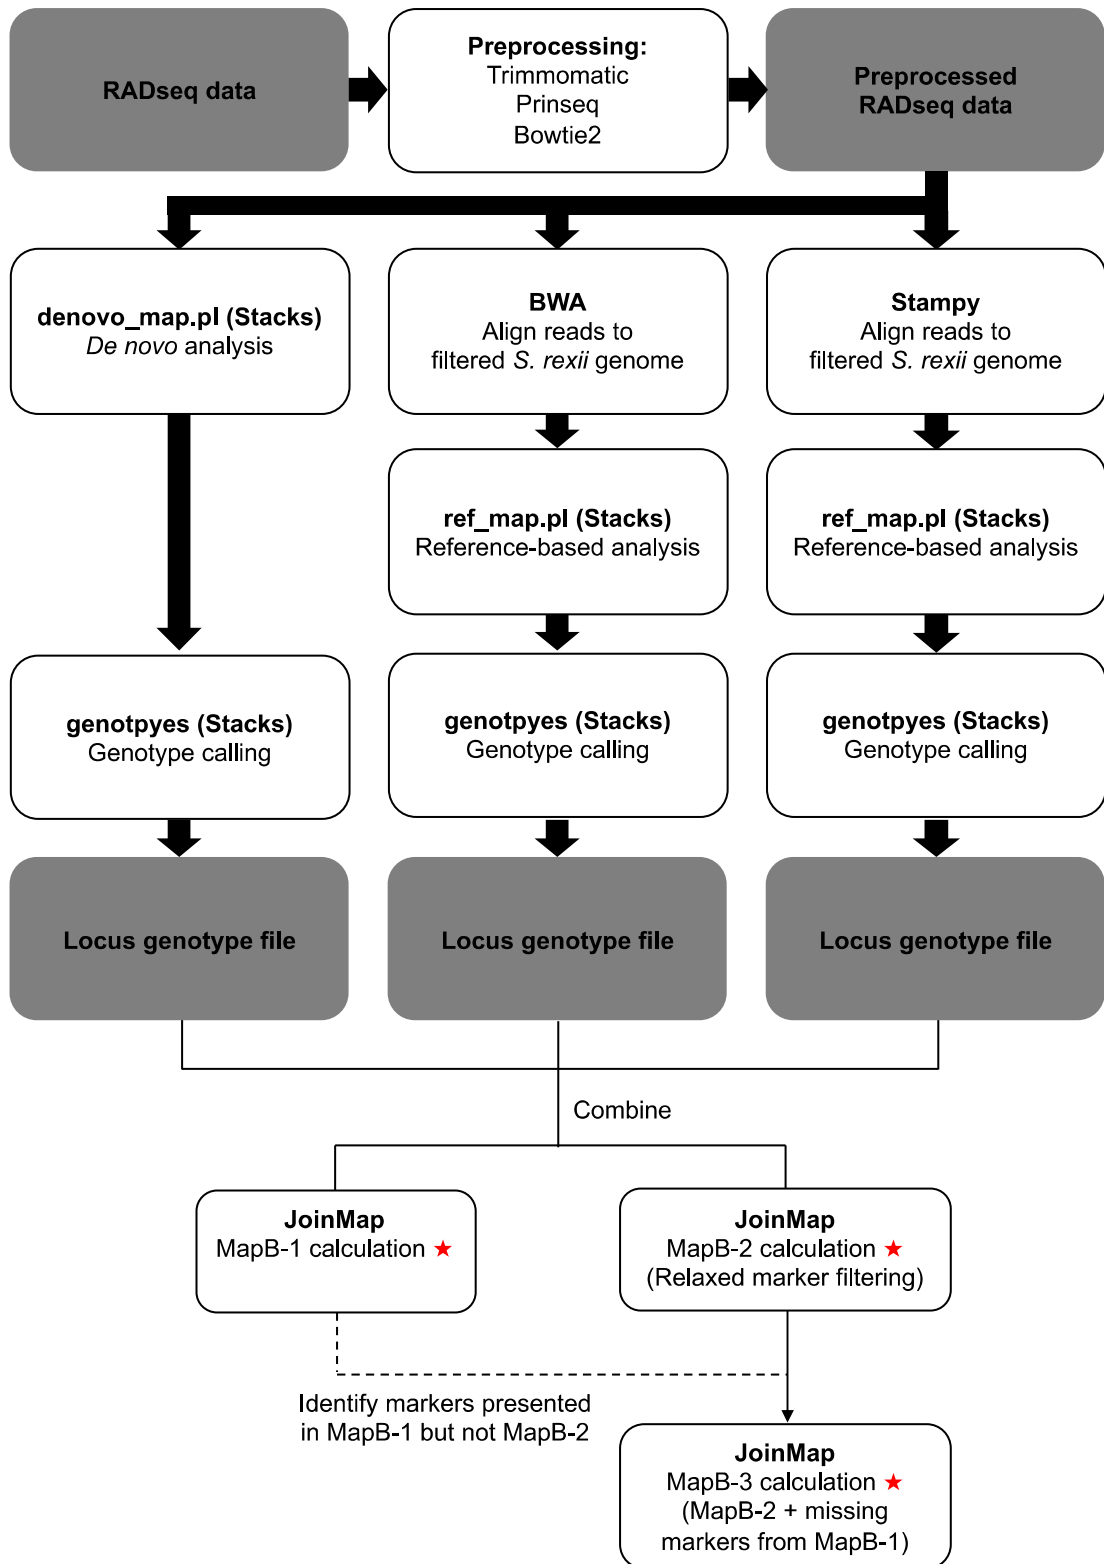 RADseq data
Preprocessing:
Trimmomatic
Prinseq
Bowtie2
Preprocessed
RADseq data
denovo_map.pl (Stacks)
De novo analysis
BWA
Align reads to
filtered S. rexii genome
Stampy
Align reads to
filtered S. rexii genome
ref_map.pl (Stacks)
Reference-based analysis
ref_map.pl (Stacks)
Reference-based analysis
genotpyes (Stacks)
Genotype calling
genotpyes (Stacks)
Genotype calling
genotpyes (Stacks)
Genotype calling
Locus genotype file
Locus genotype file
Locus genotype file
Combine
JoinMap
MapB-1 calculation ★
JoinMap
MapB-2 calculation ★
(Relaxed marker filtering)
Identify markers presented
in MapB-1 but not MapB-2
JoinMap
MapB-3 calculation ★
(MapB-2 + missing
markers from MapB-1)